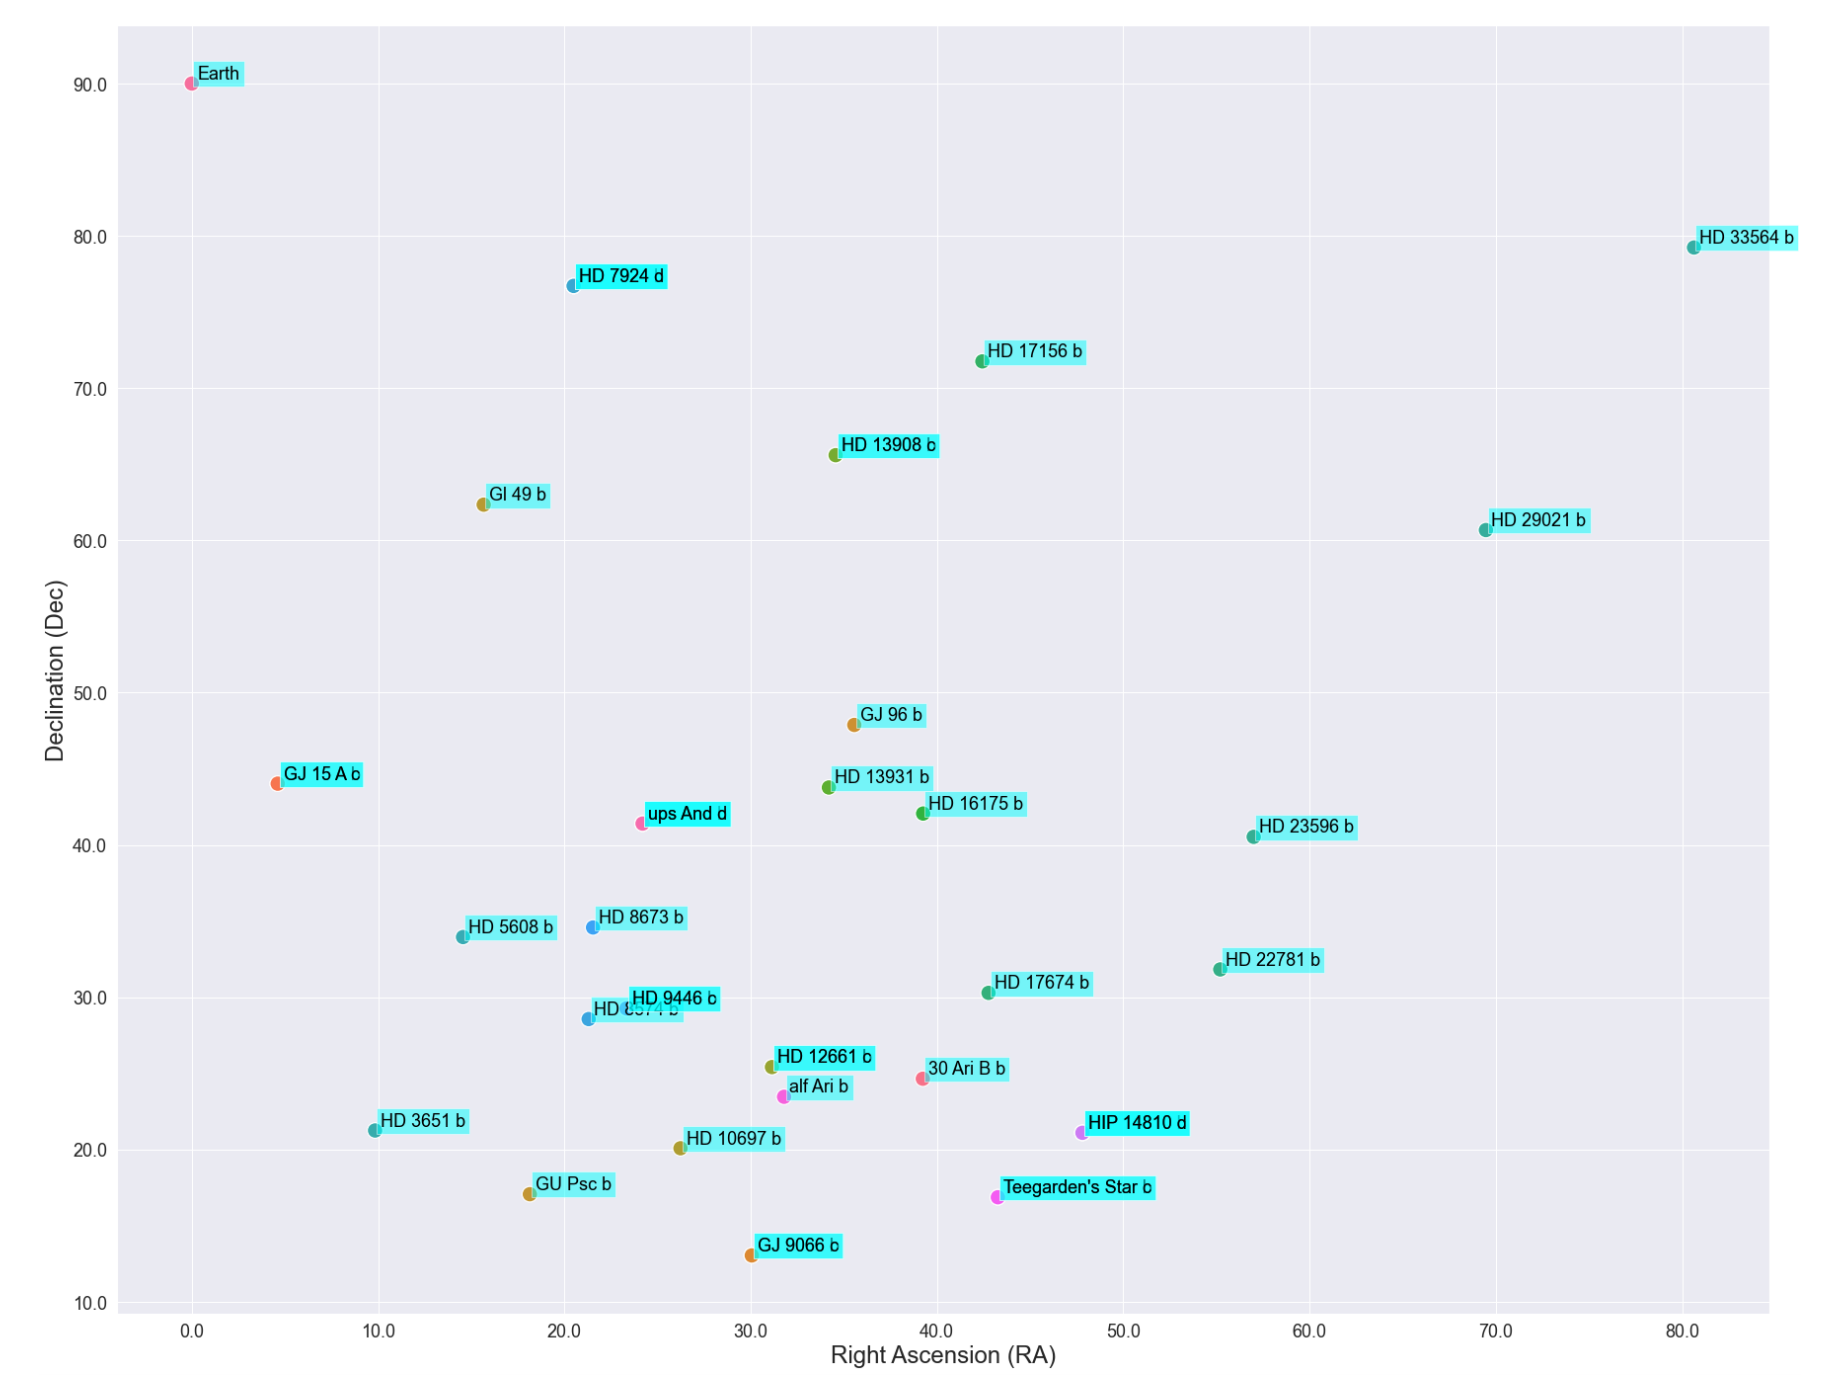 Earth
90.0
HD 33564 b
80.0
HD 7924 d
HD 17156 b
70.0
HD 13908 b
Gl 49 b
HD 29021 b
60.0
Declination (Dec)
50.0
GJ 96 b
GJ 15 A b
HD 13931 b
HD 16175 b
ups And d
HD 23596 b
40.0
HD 8673 b
HD 5608 b
HD 22781 b
HD 17674 b
30.0
HD 9446 b
HD 8574 b
HD 12661 b
30 Ari B b
alf Ari b
HD 3651 b
HIP 14810 d
20.0
HD 10697 b
GU Psc b
Teegarden's Star b
GJ 9066 b
10.0
0.0 10.0 20.0 30.0 40.0 50.0 60.0 70.0 80.0
Right Ascension (RA)